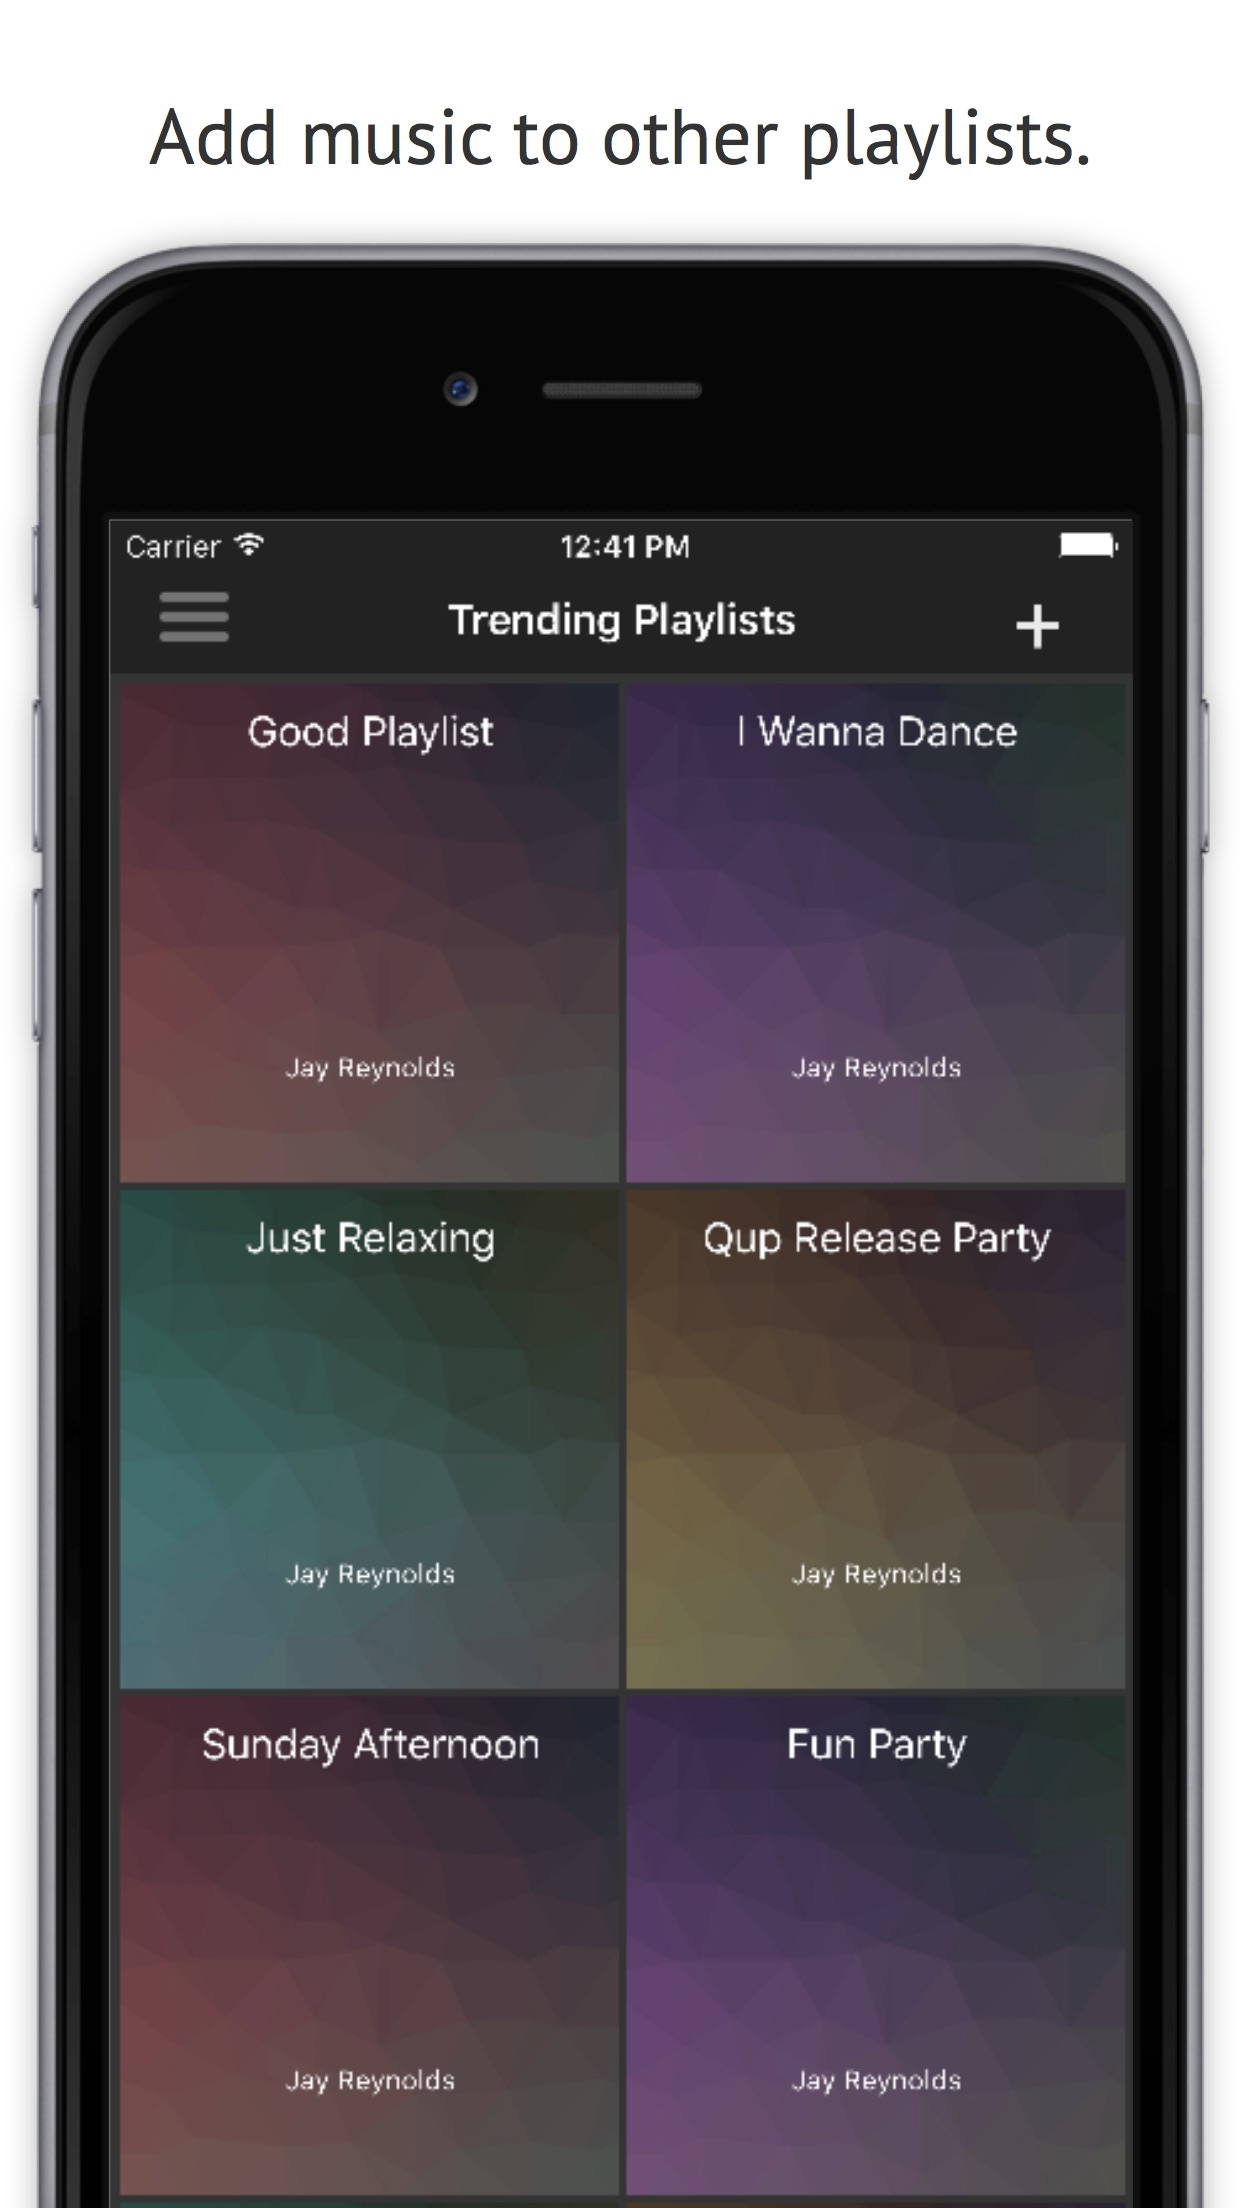 Add music to other playlists.
Carrier 12:41 PM
Trending Playlists
Good Playlist
I Wanna Dance
Jay Reynolds
Jay Reynolds
Just Relaxing
Qup Release Party
Jay Reynolds
Jay Reynolds
Sunday Afternoon
Fun Party
Jay Reynolds
Jay Reynolds